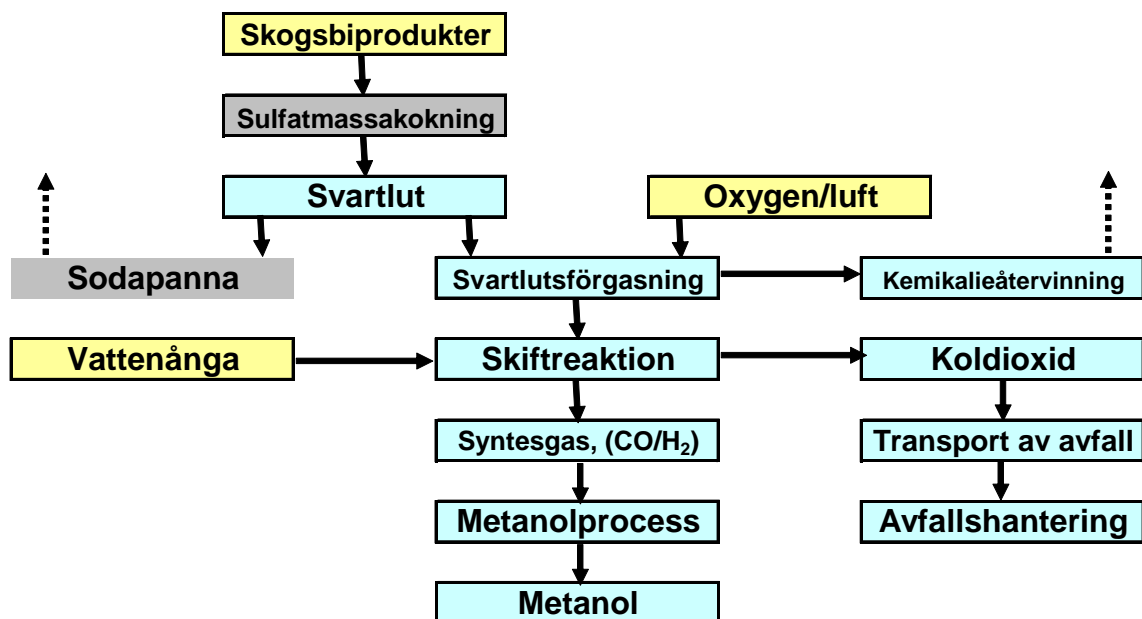 Skogsbiprodukter
Sulfatmassakokning
Svartlut
Oxygen/luft
Sodapanna
Svartlutsförgasning
Kemikalieåtervinning
Vattenånga
Skiftreaktion
Koldioxid
Syntesgas, (CO/H₂)
Transport av avfall
Metanolprocess
Avfallshantering
Metanol